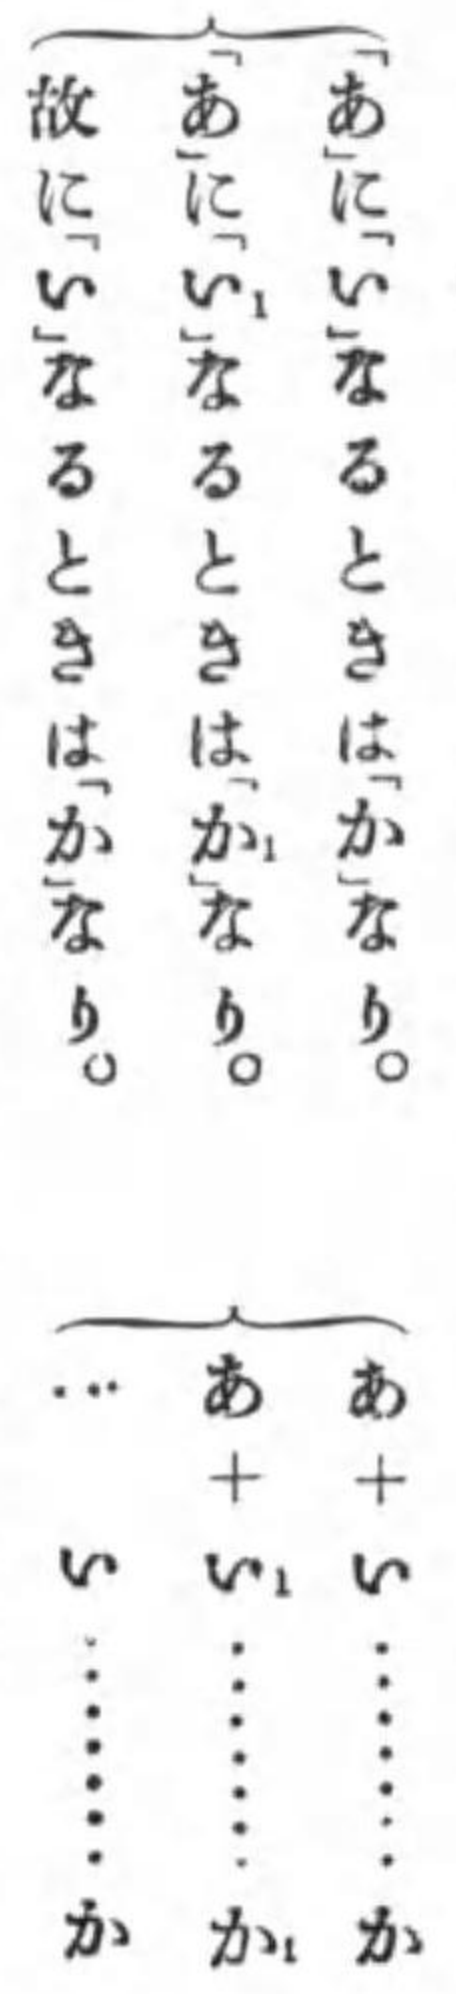 「あ」に「い」なるときは「か」なり。
「あ」に「い₁」なるときは「か₁」なり。
故に「い」なるときは「か」なり。
あ+い……か
あ+い₁……か₁
∴ い……か